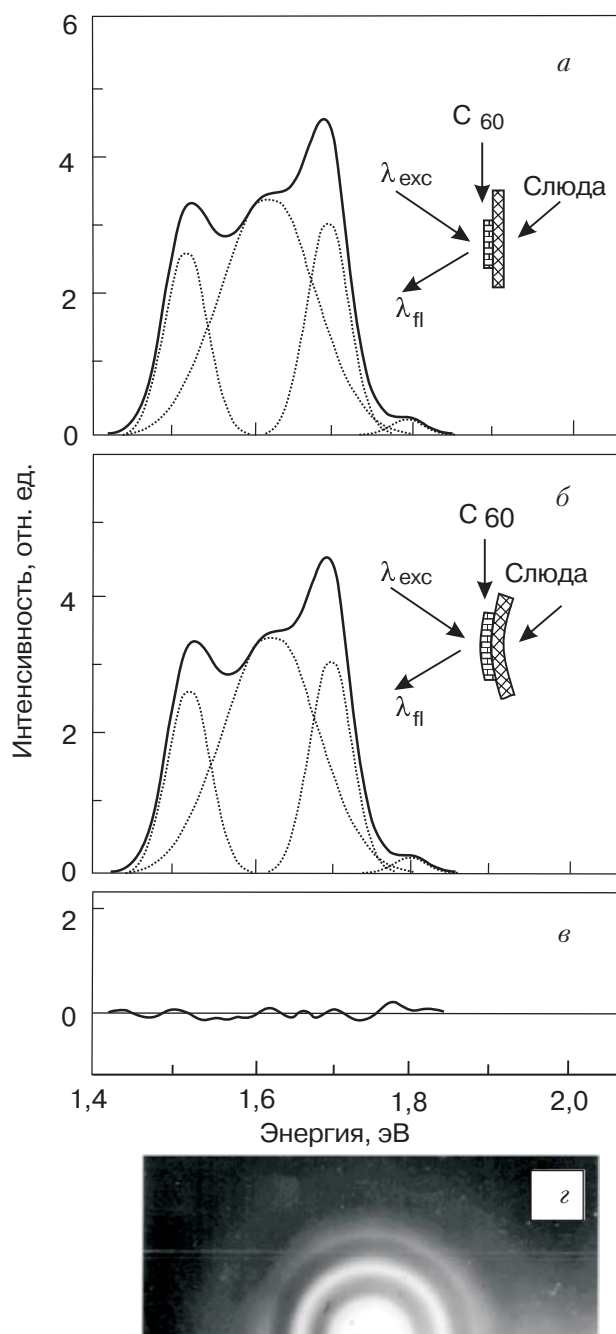 6
а
C 60
λexc
Слюда
4
λfl
2
0
Интенсивность, отн. ед.
б
C 60
λexc
Слюда
4
λfl
2
0
в
2
0
1,4
1,6
1,8
2,0
Энергия, эВ
г